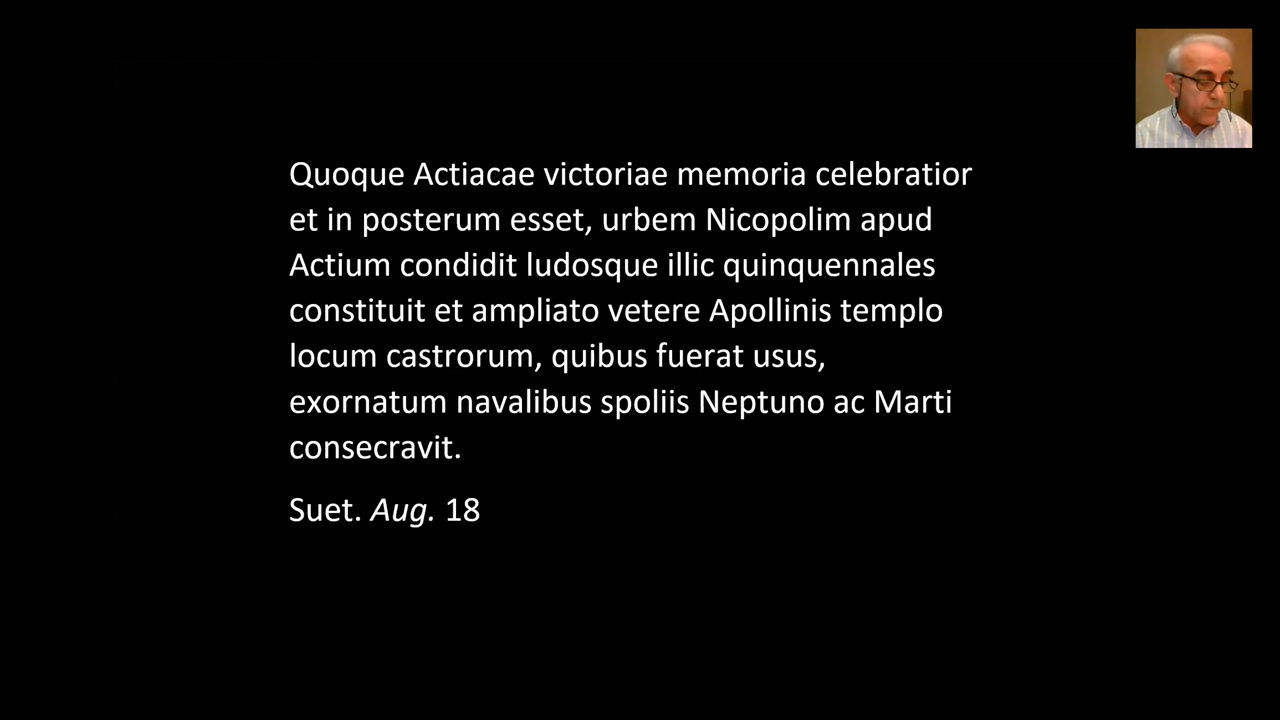 Quoque Actiacae victoriae memoria celebratior
et in posterum esset, urbem Nicopolim apud
Actium condidit ludosque illic quinquennales
constituit et ampliato vetere Apollinis templo
locum castrorum, quibus fuerat usus,
exornatum navalibus spoliis Neptuno ac Marti
consecravit.
Suet. Aug. 18